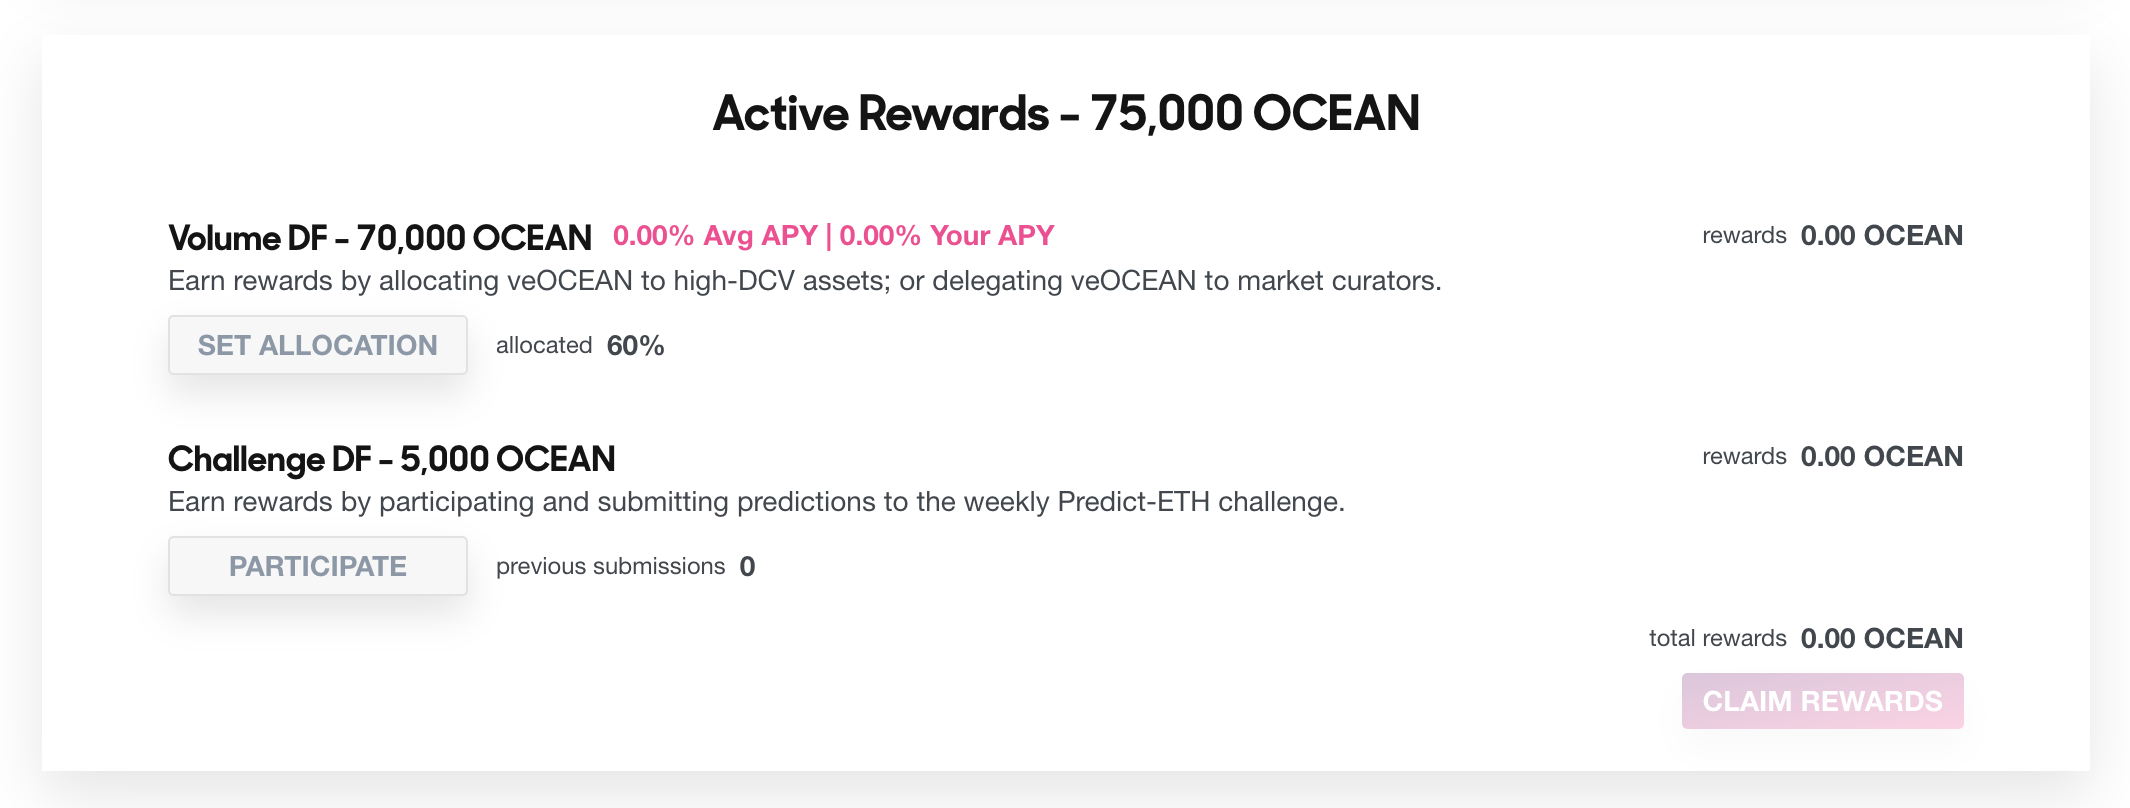 Active Rewards - 75,000 OCEAN
Volume DF - 70,000 OCEAN 0.00% Avg APY | 0.00% Your APY rewards 0.00 OCEAN
Earn rewards by allocating veOCEAN to high-DCV assets; or delegating veOCEAN to market curators.
SET ALLOCATION allocated 60%
Challenge DF - 5,000 OCEAN rewards 0.00 OCEAN
Earn rewards by participating and submitting predictions to the weekly Predict-ETH challenge.
PARTICIPATE previous submissions 0
total rewards 0.00 OCEAN
CLAIM REWARDS